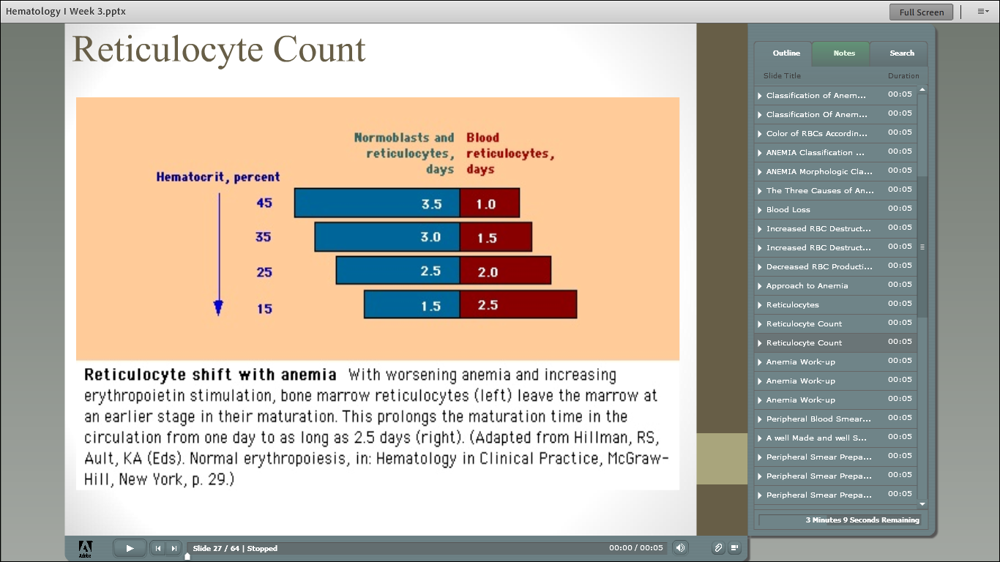 Hematology I Week 3.pptx
Full Screen
Reticulocyte Count
Normoblasts and
reticulocytes,
days
Blood
reticulocytes,
days
Hematocrit, percent
45
3.5
1.0
35
3.0
1.5
25
2.5
2.0
15
1.5
2.5
Reticulocyte shift with anemia With worsening anemia and increasing
erythropoietin stimulation, bone marrow reticulocytes (left) leave the marrow at
an earlier stage in their maturation. This prolongs the maturation time in the
circulation from one day to as long as 2.5 days (right). (Adapted from Hillman, RS,
Ault, KA (Eds). Normal erythropoiesis, in: Hematology in Clinical Practice, McGraw-
Hill, New York, p. 29.)
Outline Notes Search
Slide Title Duration
Classification of Anem... 00:05
Classification Of Anem... 00:05
Color of RBCs Accordin... 00:05
ANEMIA Classification ... 00:05
ANEMIA Morphologic Cla... 00:05
The Three Causes of An... 00:05
Blood Loss 00:05
Increased RBC Destruct... 00:05
Increased RBC Destruct... 00:05
Decreased RBC Producti... 00:05
Approach to Anemia 00:05
Reticulocytes 00:05
Reticulocyte Count 00:05
Reticulocyte Count 00:05
Anemia Work-up 00:05
Anemia Work-up 00:05
Anemia Work-up 00:05
Peripheral Blood Smear... 00:05
A well Made and well S... 00:05
Peripheral Smear Prepa... 00:05
Peripheral Smear Prepa... 00:05
Peripheral Smear Prepa... 00:05
3 Minutes 9 Seconds Remaining
Adobe
Slide 27 / 64 | Stopped
00:00 / 00:05